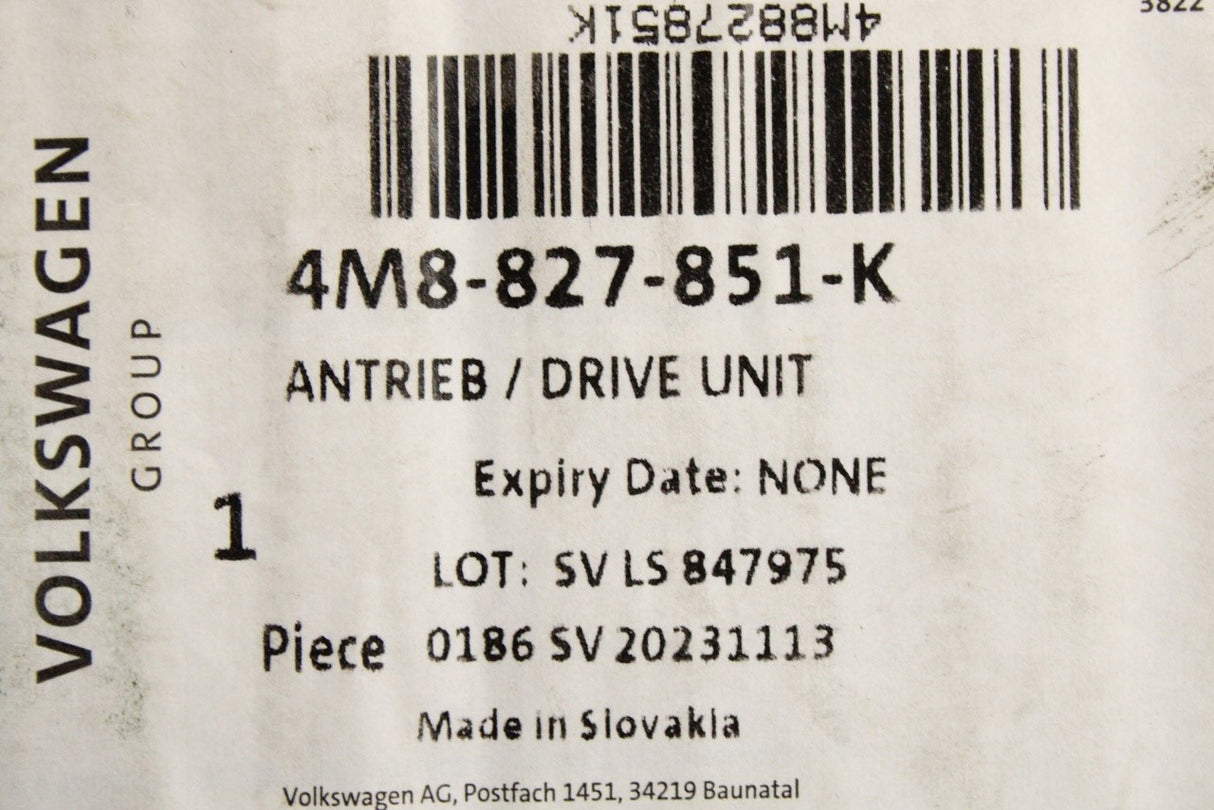 3822
4M8827851K
4M8-827-851-K
ANTRIEB / DRIVE UNIT
Expiry Date: NONE
1
LOT: SV LS 847975
Piece 0186 SV 20231113
Made in Slovakia
Volkswagen AG, Postfach 1451, 34219 Baunatal
VOLKSWAGEN
GROUP